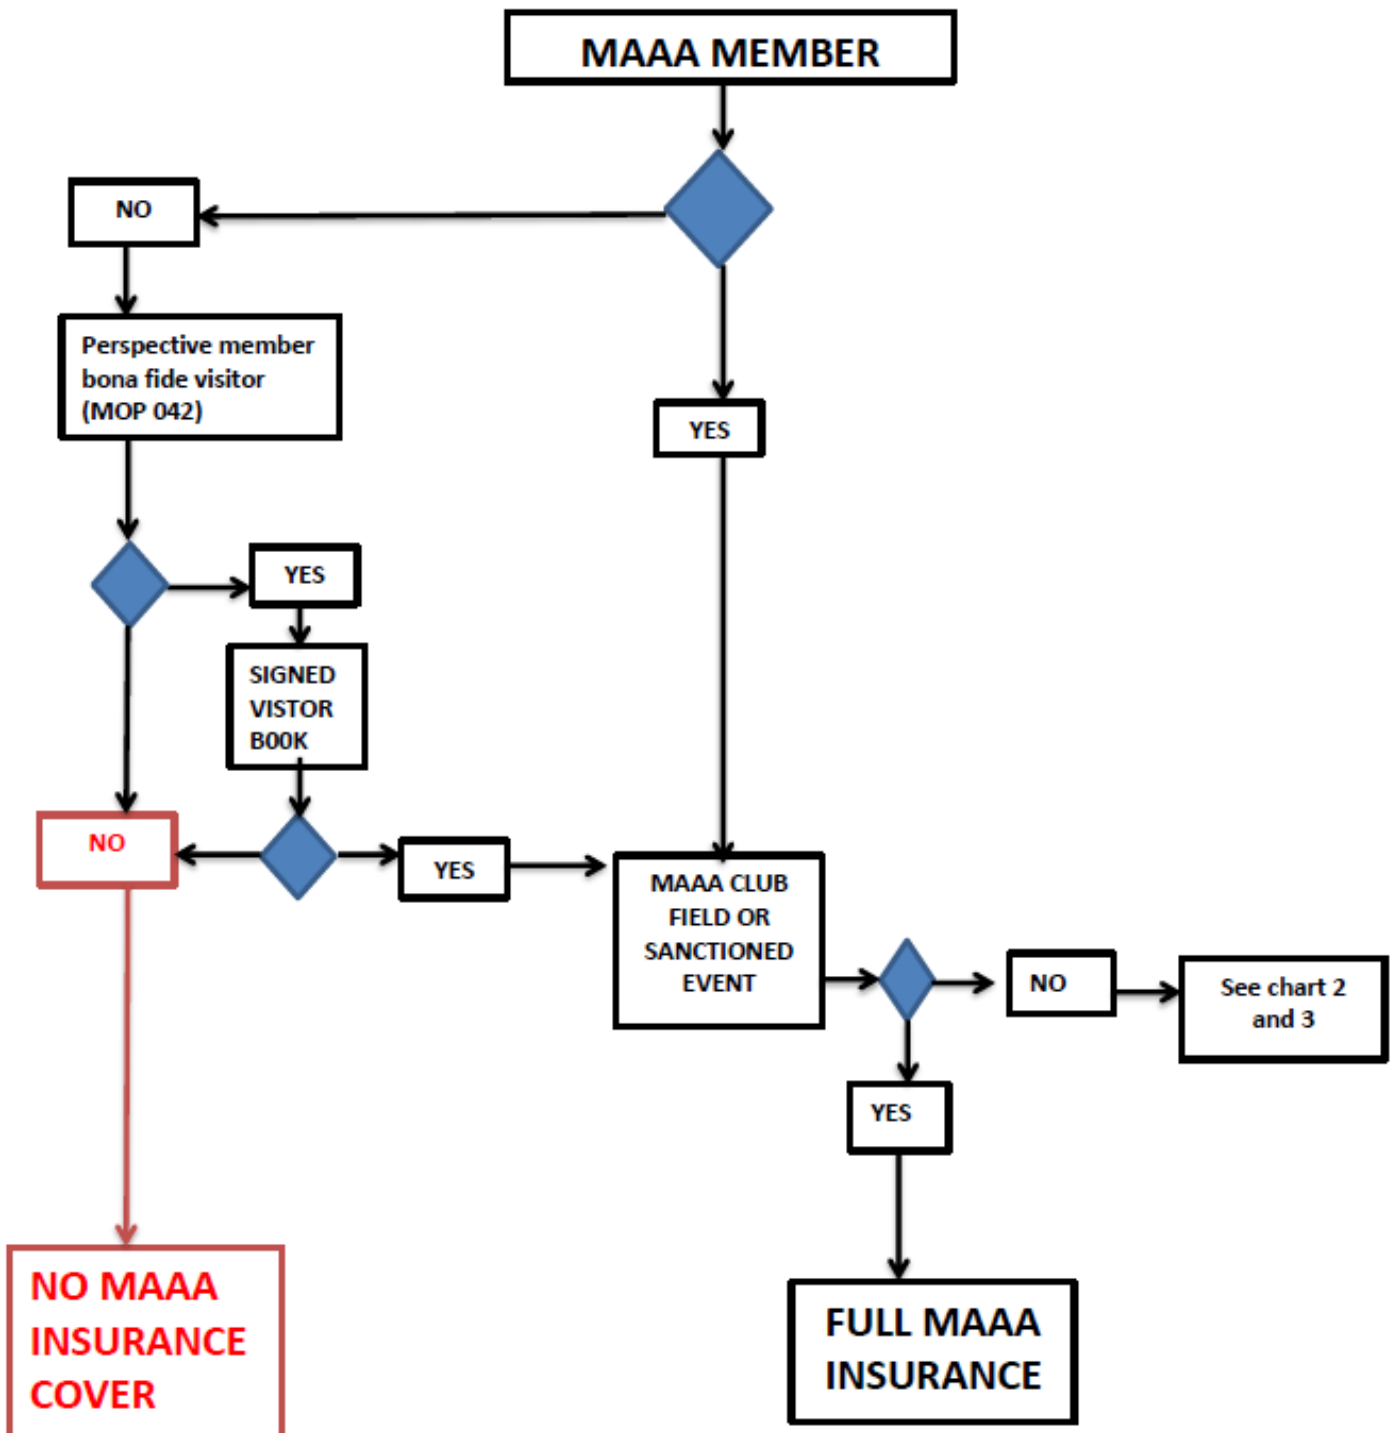 MAAA MEMBER
NO
Perspective member
bona fide visitor
(MOP 042)
YES
YES
SIGNED
VISTOR
B00K
NO
YES
MAAA CLUB
FIELD OR
SANCTIONED
EVENT
NO
See chart 2
and 3
YES
NO MAAA
INSURANCE
COVER
FULL MAAA
INSURANCE